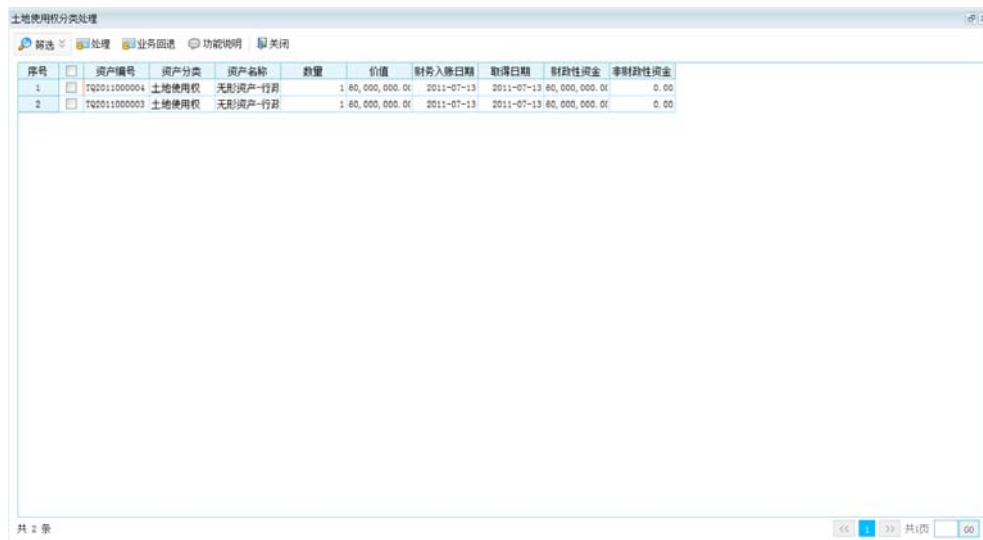 土地使用权分类处理
筛选 处理 业务回退 功能说明 关闭
序号 资产编号 资产分类 资产名称 数量 价值 财务入账日期 取得日期 财政性资金 非财政性资金
1 TQ2011000004 土地使用权 无形资产-行政 1 60,000,000.00 2011-07-13 2011-07-13 60,000,000.00 0.00
2 TQ2011000003 土地使用权 无形资产-行政 1 60,000,000.00 2011-07-13 2011-07-13 60,000,000.00 0.00
共 2 条 << 1 >> 共1页 GO